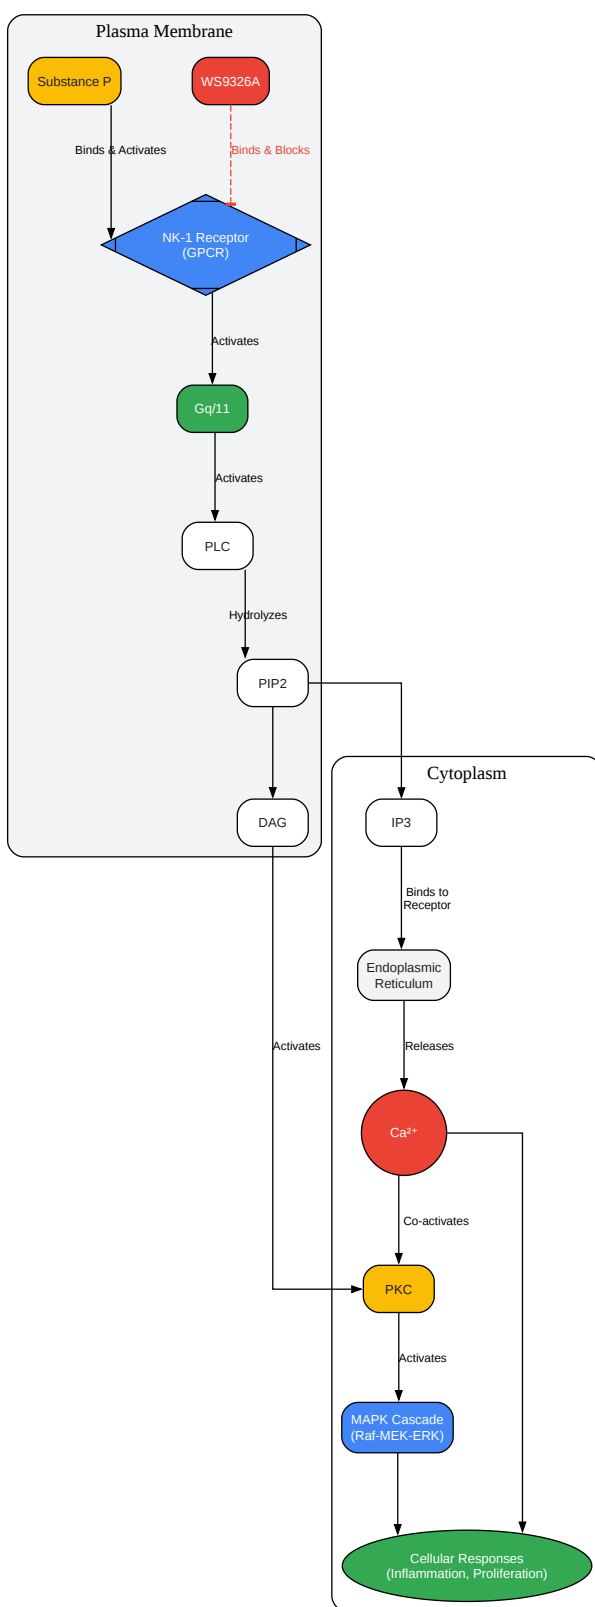 Plasma Membrane
Substance P
WS9326A
Binds & Activates
Binds & Blocks
NK-1 Receptor
(GPCR)
Activates
Gq/11
Activates
PLC
Hydrolyzes
PIP2
Cytoplasm
DAG
IP3
Binds to
Receptor
Endoplasmic
Reticulum
Activates
Releases
Ca²⁺
Co-activates
PKC
Activates
MAPK Cascade
(Raf-MEK-ERK)
Cellular Responses
(Inflammation, Proliferation)